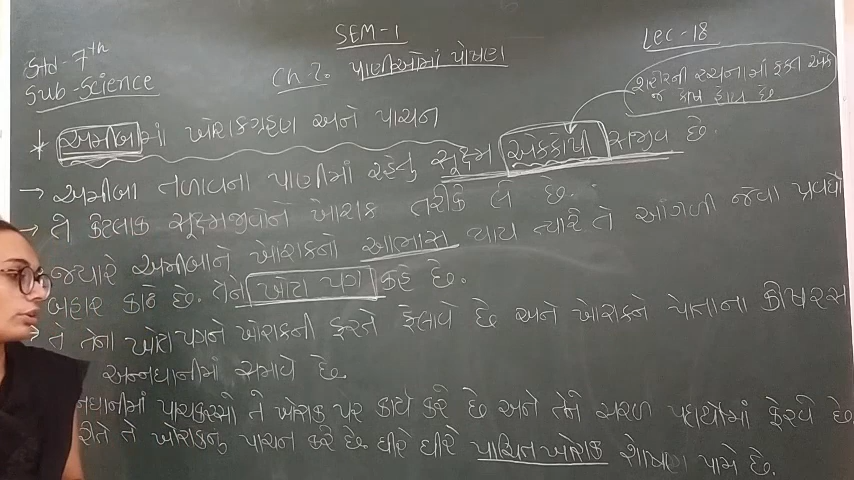 SEM-1
Lec-18
Std-7th
Sub-Science
Ch 2. પ્રાણીઓમાં પોષણ
શરીરની રચનામાં ફક્ત એક
જ કોષ હોય છે
* અમીબામાં ખોરાકગ્રહણ અને પાચન
→ અમીબા તળાવના પાણીમાં રહેતુ સૂક્ષ્મ એકકોષી સજીવ છે.
→ તે કેટલાક સૂક્ષ્મજીવોને ખોરાક તરીકે લે છે.
જ્યારે અમીબાને ખોરાકનો આભાસ થાય ત્યારે તે આંગળી જેવા પ્રવર્ધો
બહાર કાઢે છે. તેને ખોટા પગ કહે છે.
→ તે તેના ખોટા પગને ખોરાકની ફરતે ફેલાવે છે અને ખોરાકને પોતાના કોષરસ
અન્નધાનીમાં સમાવે છે.
નધાનીમાં પાચકરસો તે ખોરાક પર કાર્ય કરે છે અને તેને સરળ પદાર્થોમાં ફેરવે છે.
રીતે તે ખોરાકનુ પાચન કરે છે. ધીરે ધીરે પાચિત ખોરાક શોષણ પામે છે.